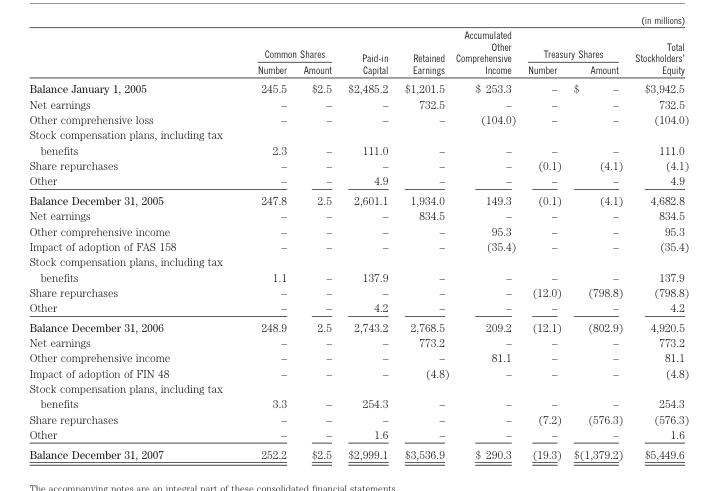 (in millions)
Accumulated
Other
Common Shares Paid-in Retained Comprehensive Treasury Shares Total Stockholders'
Number Amount Capital Earnings Income Number Amount Equity
Balance January 1, 2005 245.5 $2.5 $2,485.2 $1,201.5 $ 253.3 – $ – $3,942.5
Net earnings – – – 732.5 – – – 732.5
Other comprehensive loss – – – – (104.0) – – (104.0)
Stock compensation plans, including tax
benefits 2.3 – 111.0 – – – – 111.0
Share repurchases – – – – – (0.1) (4.1) (4.1)
Other – – 4.9 – – – – 4.9
Balance December 31, 2005 247.8 2.5 2,601.1 1,934.0 149.3 (0.1) (4.1) 4,682.8
Net earnings – – – 834.5 – – – 834.5
Other comprehensive income – – – – 95.3 – – 95.3
Impact of adoption of FAS 158 – – – – (35.4) – – (35.4)
Stock compensation plans, including tax
benefits 1.1 – 137.9 – – – – 137.9
Share repurchases – – – – – (12.0) (798.8) (798.8)
Other – – 4.2 – – – – 4.2
Balance December 31, 2006 248.9 2.5 2,743.2 2,768.5 209.2 (12.1) (802.9) 4,920.5
Net earnings – – – 773.2 – – – 773.2
Other comprehensive income – – – – 81.1 – – 81.1
Impact of adoption of FIN 48 – – – (4.8) – – – (4.8)
Stock compensation plans, including tax
benefits 3.3 – 254.3 – – – – 254.3
Share repurchases – – – – – (7.2) (576.3) (576.3)
Other – – 1.6 – – – – 1.6
Balance December 31, 2007 252.2 $2.5 $2,999.1 $3,536.9 $ 290.3 (19.3) $(1,379.2) $5,449.6
The accompanying notes are an integral part of these consolidated financial statements.